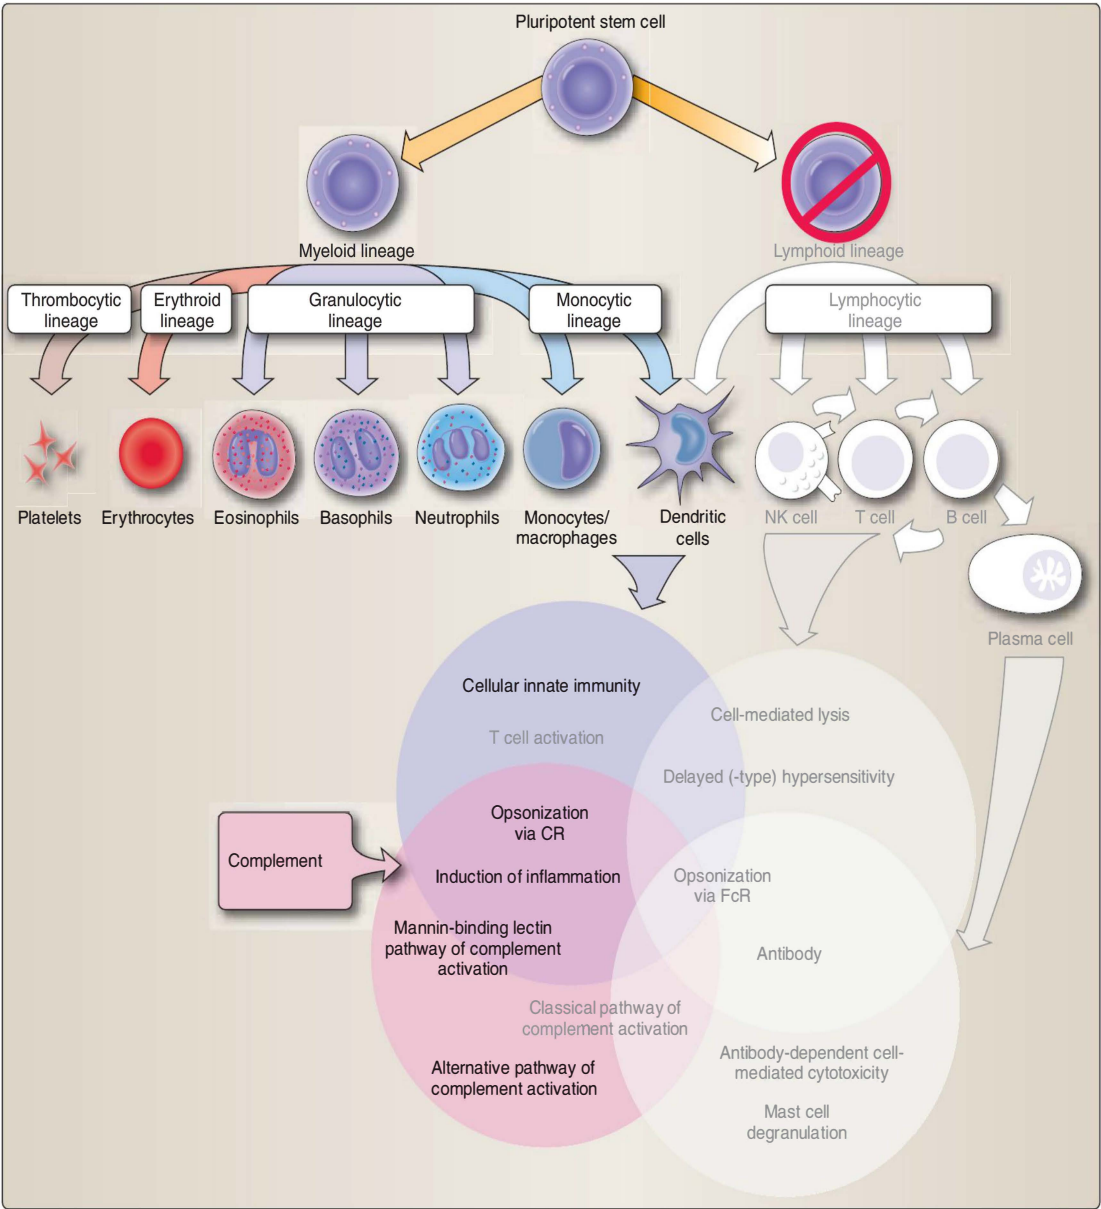 Pluripotent stem cell
Myeloid lineage
Lymphoid lineage
Thrombocytic
lineage
Erythroid
lineage
Granulocytic
lineage
Monocytic
lineage
Lymphocytic
lineage
Platelets
Erythrocytes
Eosinophils
Basophils
Neutrophils
Monocytes/
macrophages
Dendritic
cells
NK cell
T cell
B cell
Plasma cell
Cellular innate immunity
T cell activation
Cell-mediated lysis
Delayed (-type) hypersensitivity
Opsonization
via CR
Complement
Induction of inflammation
Opsonization
via FcR
Mannin-binding lectin
pathway of complement
activation
Antibody
Classical pathway of
complement activation
Alternative pathway of
complement activation
Antibody-dependent cell-
mediated cytotoxicity
Mast cell
degranulation